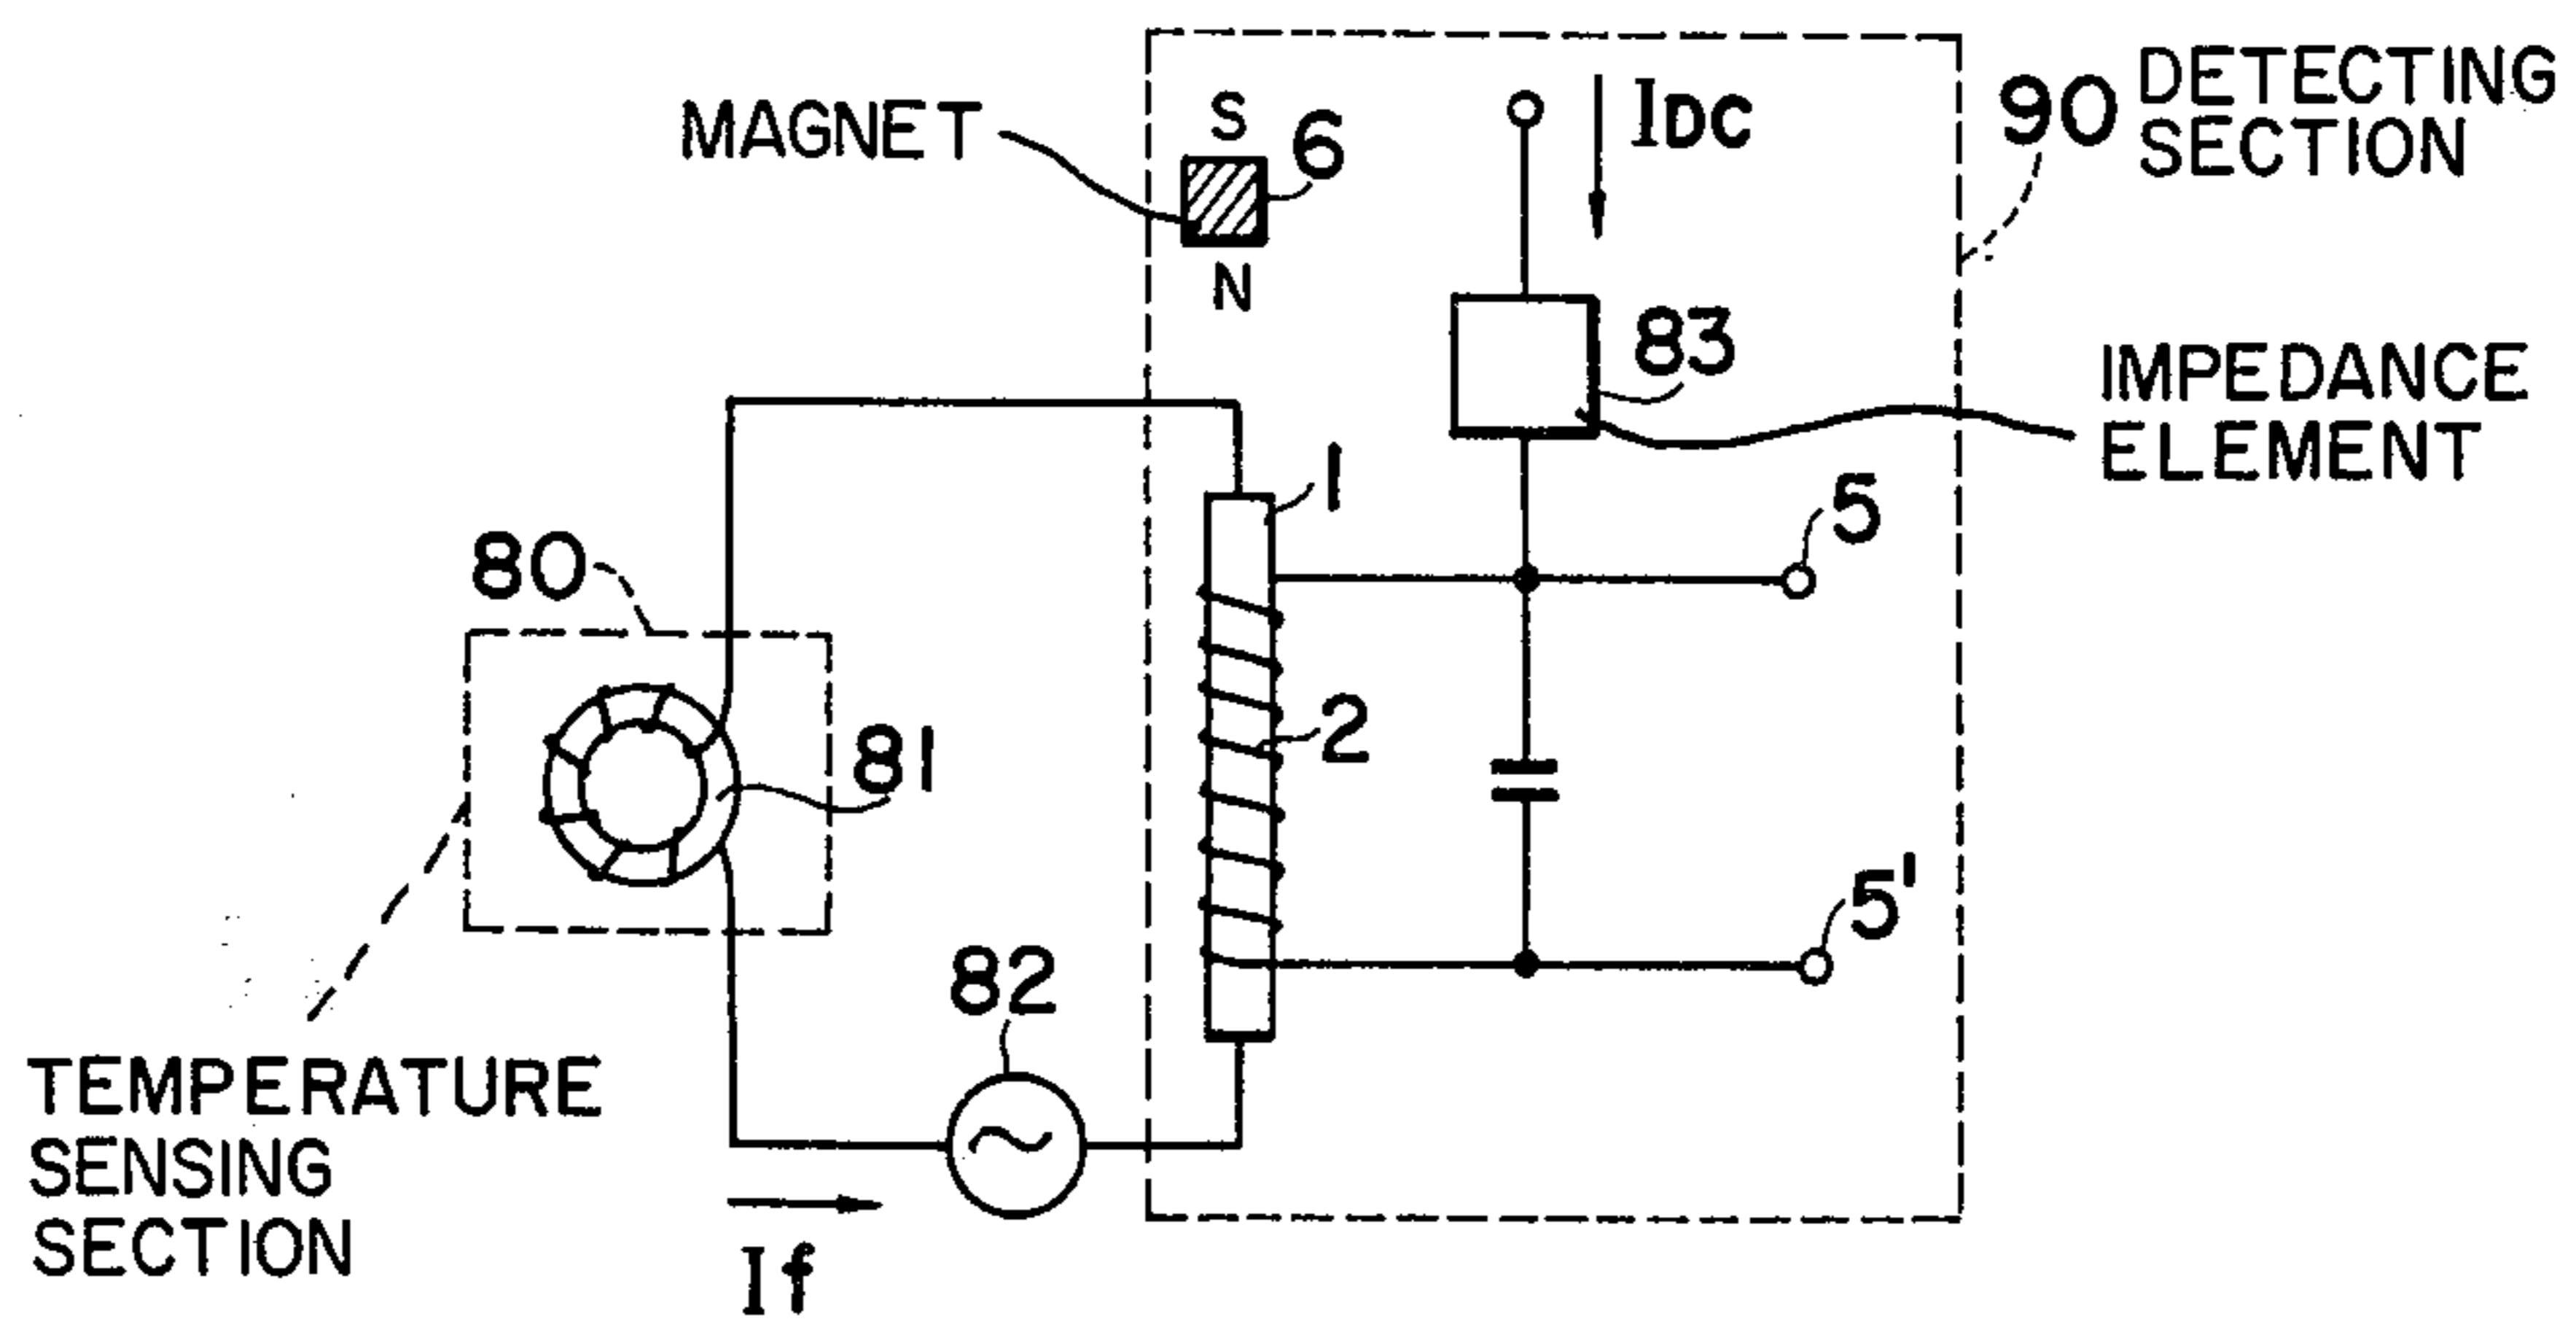 DETECTING
90 SECTION
MAGNET
S
6
N
IDC
83
IMPEDANCE
ELEMENT
1
5
80
2
81
5'
82
TEMPERATURE
SENSING
SECTION
If